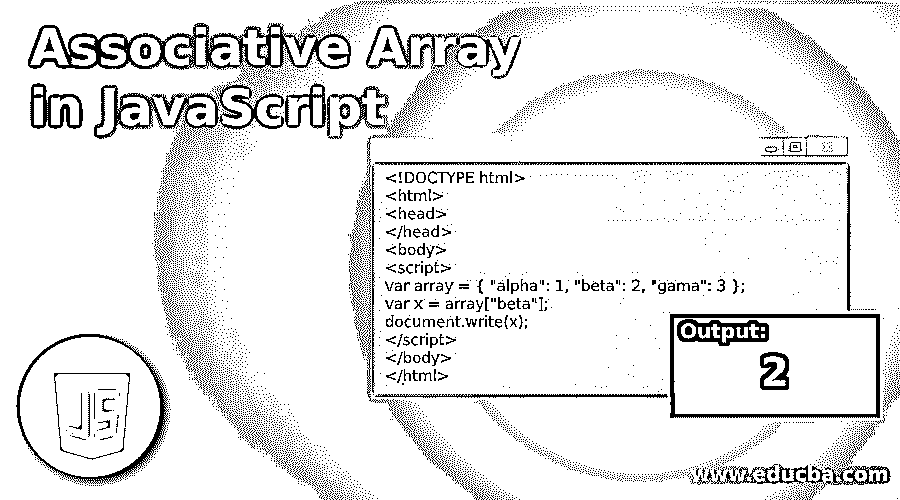 Associative Array
in JavaScript
<!DOCTYPE html>
<html>
<head>
</head>
<body>
<script>
var array = { "alpha": 1, "beta": 2, "gama": 3 };
var x = array["beta"];
document.write(x);
</script>
</body>
</html>
Output:
2
JS
www.educba.com